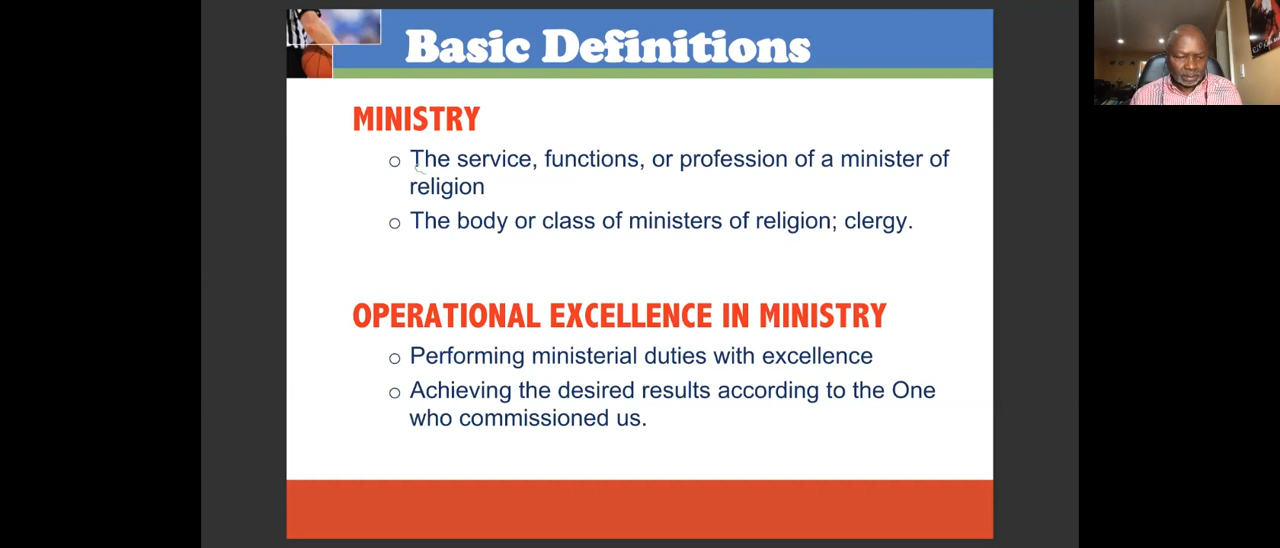 Basic Definitions
MINISTRY
The service, functions, or profession of a minister of
religion
The body or class of ministers of religion; clergy.
OPERATIONAL EXCELLENCE IN MINISTRY
Performing ministerial duties with excellence
Achieving the desired results according to the One
who commissioned us.